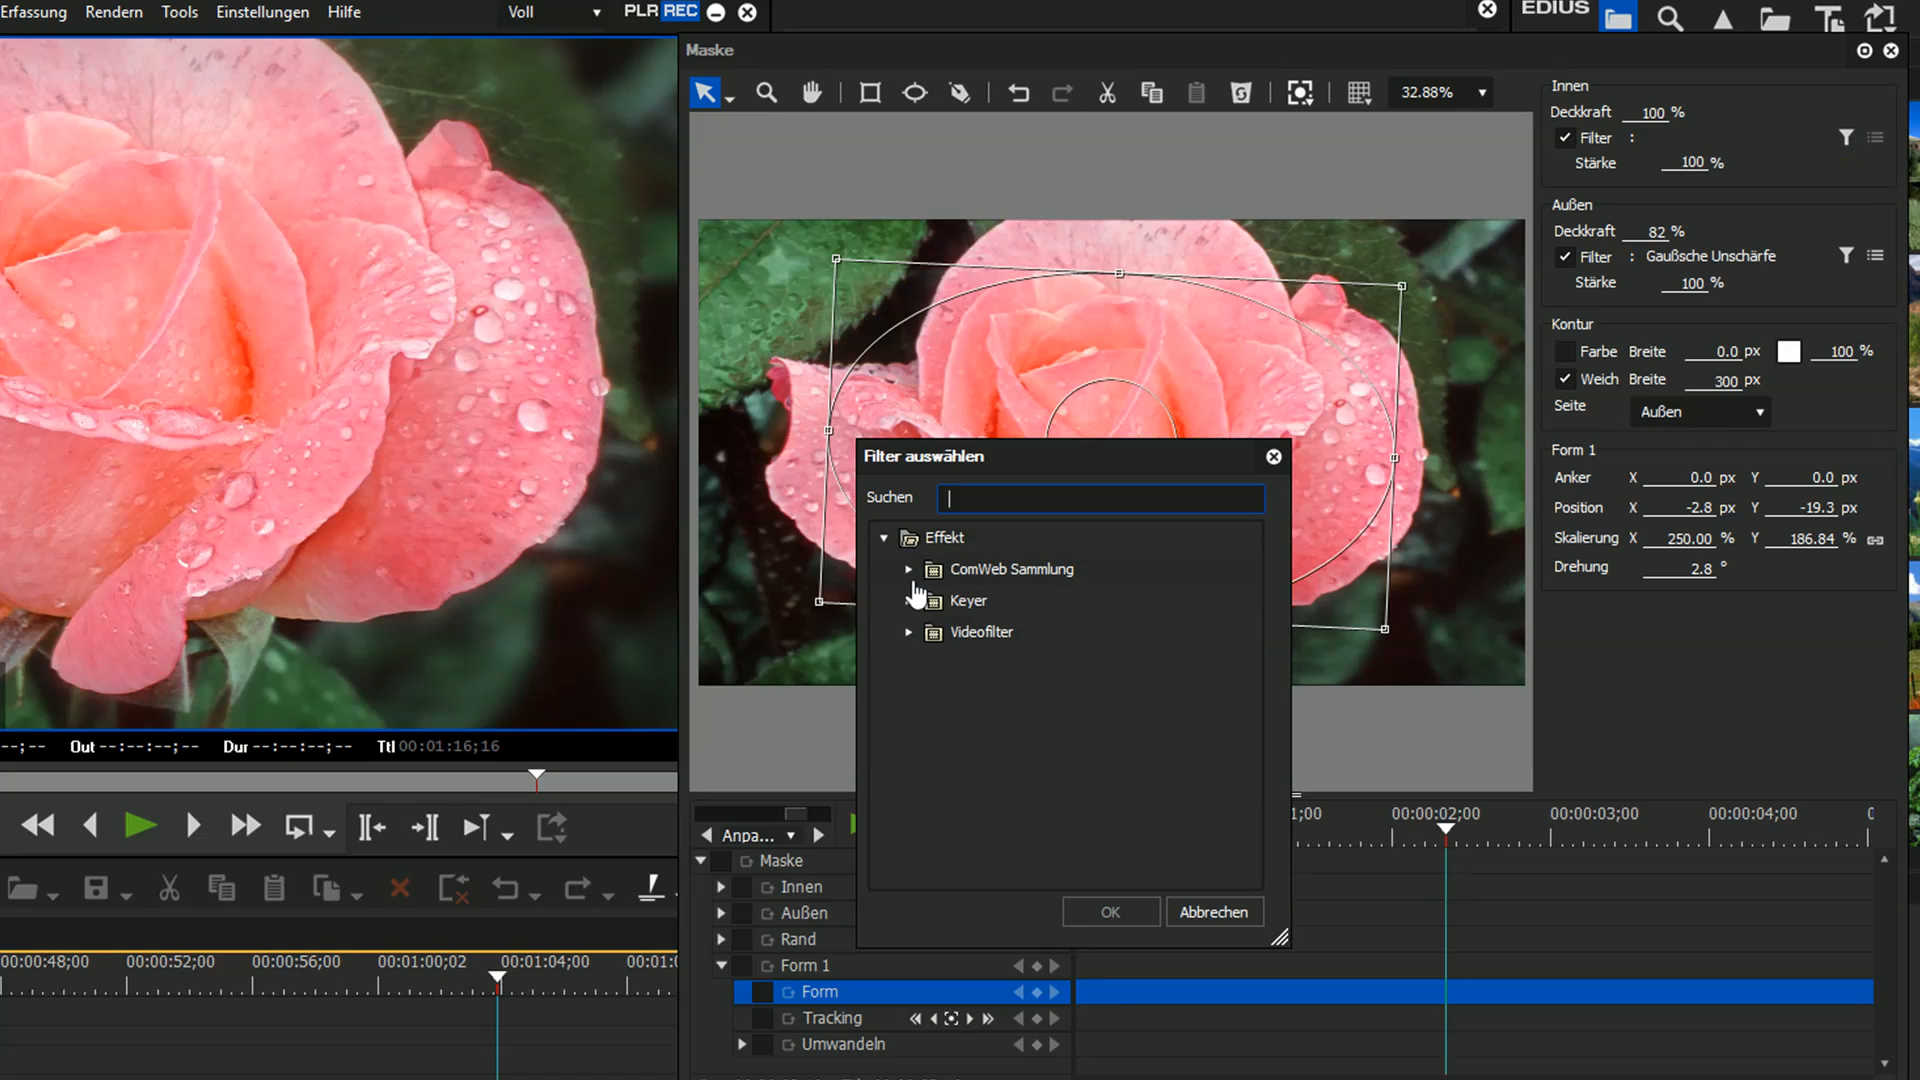 Erfassung Rendern Tools Einstellungen Hilfe
Voll
PLR REC
EDIUS
Maske
32.88%
Innen
Deckkraft 100 %
Filter :
Stärke 100 %
Außen
Deckkraft 82 %
Filter : Gaußsche Unschärfe
Stärke 100 %
Kontur
Farbe Breite 0.0 px 100 %
Weich Breite 300 px
Seite Außen
Form 1
Anker X 0.0 px Y 0.0 px
Position X -2.8 px Y -19.3 px
Skalierung X 250.00 % Y 186.84 %
Drehung 2.8 °
Filter auswählen
Suchen
Effekt
ComWeb Sammlung
Keyer
Videofilter
OK Abbrechen
--;-- Out --:--:--;-- Dur --:--:--;-- Ttl 00:01:16;16
Anpa...
00:00:02;00 00:00:03;00 00:00:04;00
Maske
Innen
Außen
Rand
Form 1
Form
Tracking
Umwandeln
00:00:48;00 00:00:52;00 00:00:56;00 00:01:00;02 00:01:04;00